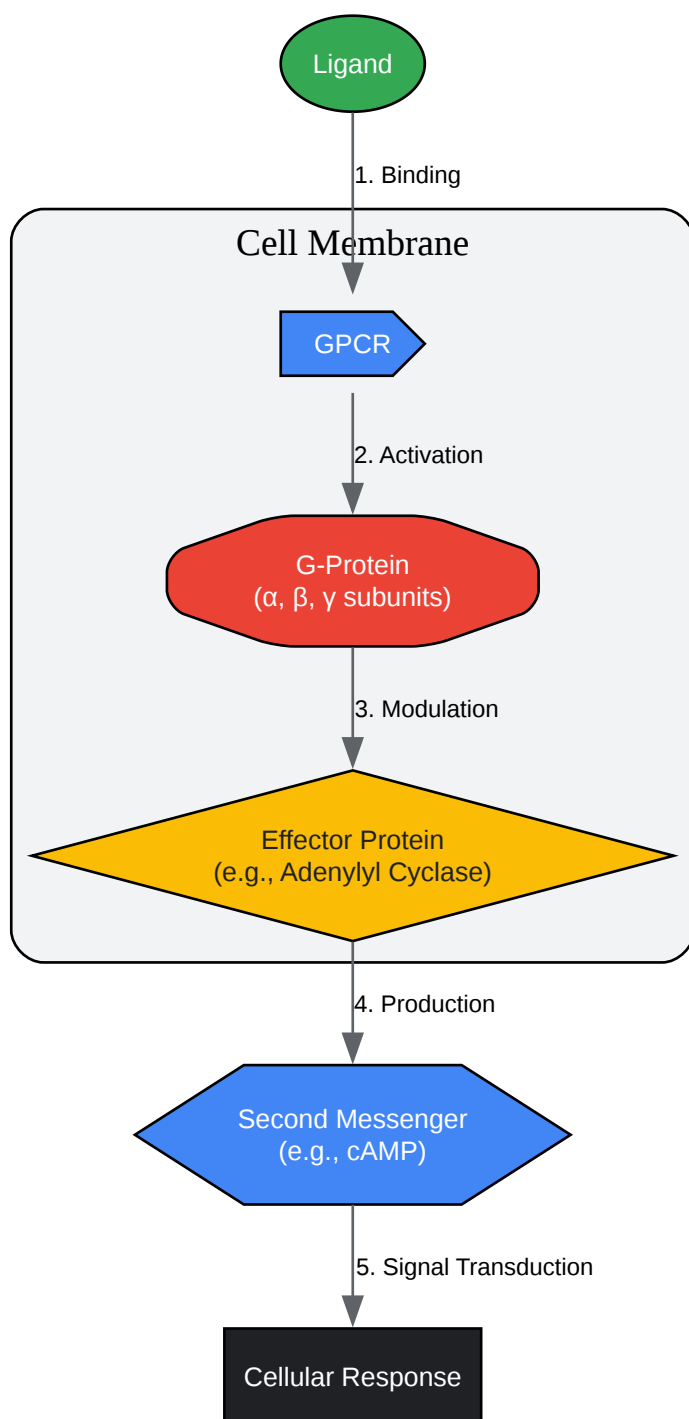 Ligand
1. Binding
Cell Membrane
GPCR
2. Activation
G-Protein
(α, β, γ subunits)
3. Modulation
Effector Protein
(e.g., Adenylyl Cyclase)
4. Production
Second Messenger
(e.g., cAMP)
5. Signal Transduction
Cellular Response